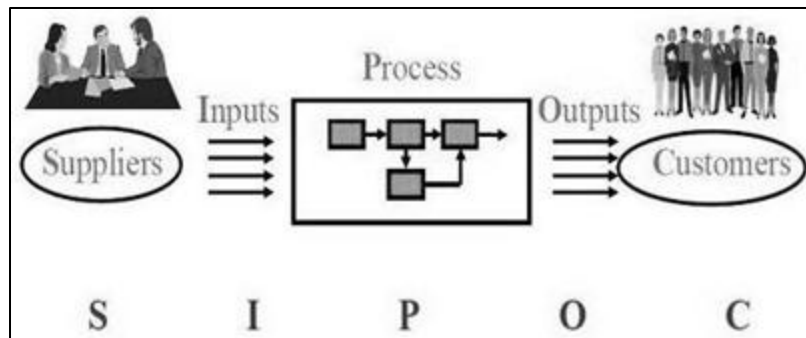 Process
Inputs
Outputs
Suppliers
Customers
S I P O C